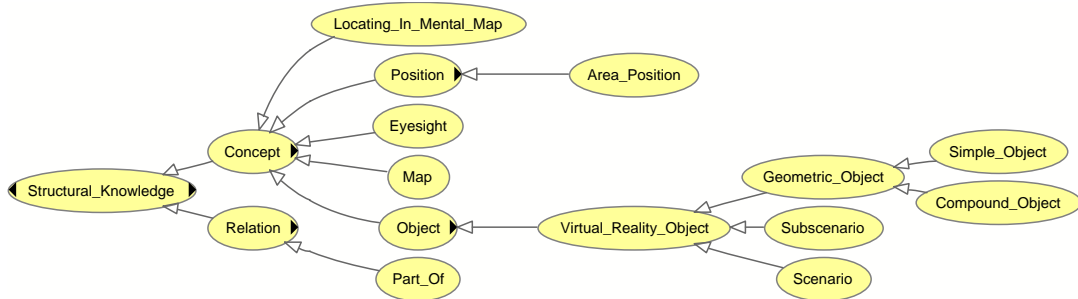 Locating_In_Mental_Map
Position
Area_Position
Eyesight
Concept
Simple_Object
Map
Geometric_Object
Structural_Knowledge
Compound_Object
Relation
Object
Virtual_Reality_Object
Subscenario
Part_Of
Scenario